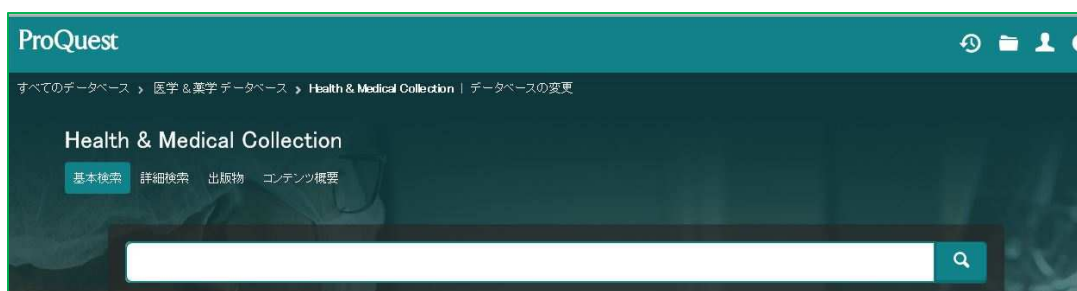 ProQuest
すべてのデータベース › 医学 & 薬学 データベース › Health & Medical Collection | データベースの変更
Health & Medical Collection
基本検索 詳細検索 出版物 コンテンツ概要